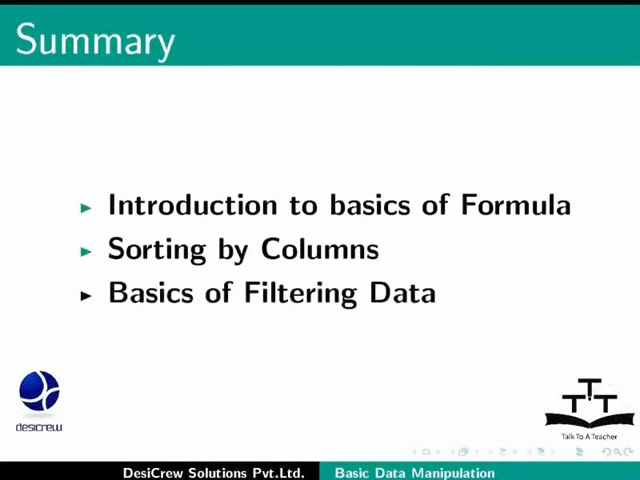 Summary
Introduction to basics of Formula
Sorting by Columns
Basics of Filtering Data
desicrew
TTT
Talk To A Teacher
DesiCrew Solutions Pvt.Ltd. Basic Data Manipulation